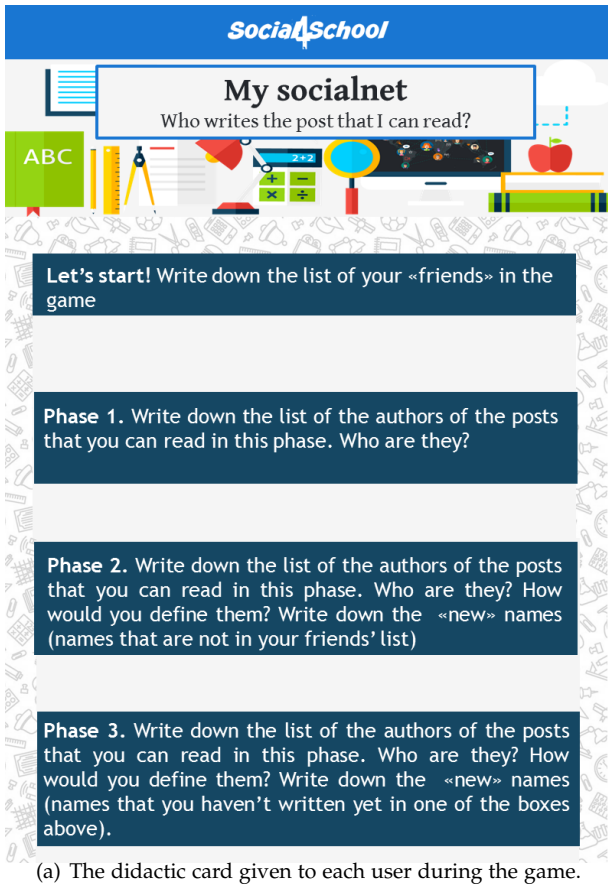 Social4School
My socialnet
Who writes the post that I can read?
ABC
2+2
+ −
× ÷
Let's start! Write down the list of your «friends» in the
game
Phase 1. Write down the list of the authors of the posts
that you can read in this phase. Who are they?
Phase 2. Write down the list of the authors of the posts
that you can read in this phase. Who are they? How
would you define them? Write down the «new» names
(names that are not in your friends' list)
Phase 3. Write down the list of the authors of the posts
that you can read in this phase. Who are they? How
would you define them? Write down the «new» names
(names that you haven't written yet in one of the boxes
above).
(a) The didactic card given to each user during the game.